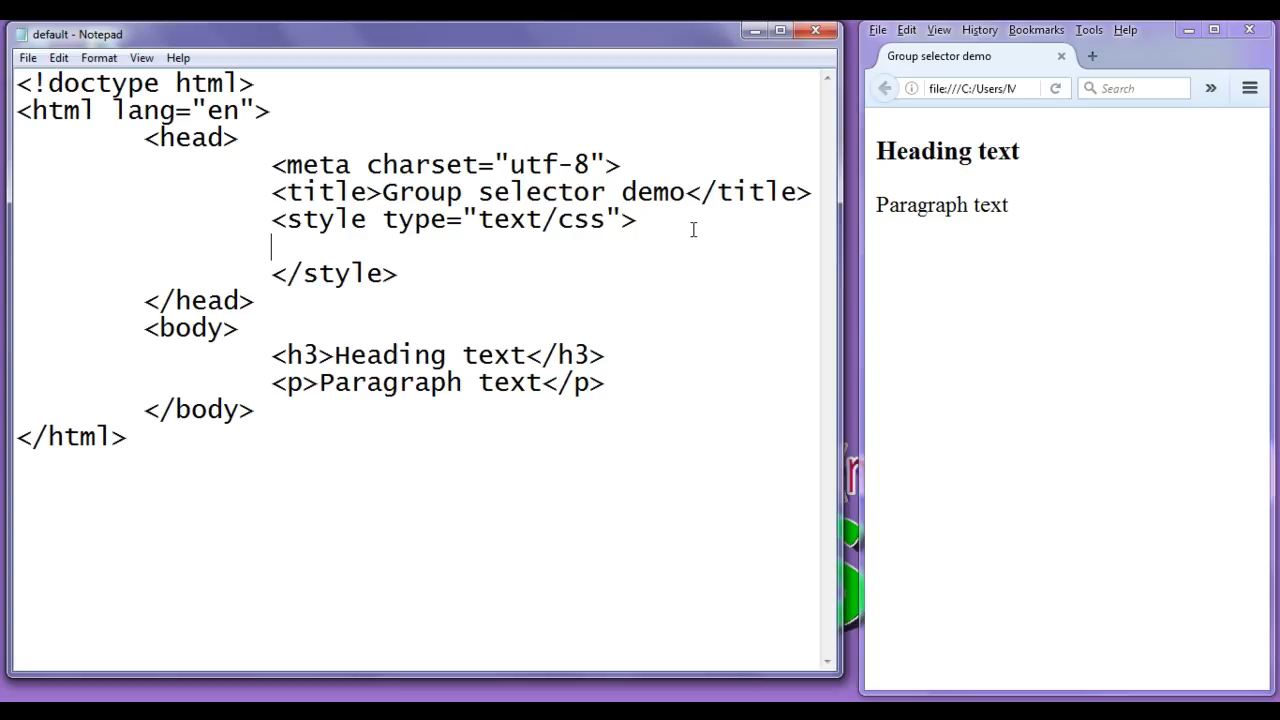 default - Notepad
File Edit Format View Help
<!doctype html>
<html lang="en">
<head>
<meta charset="utf-8">
<title>Group selector demo</title>
<style type="text/css">
</style>
</head>
<body>
<h3>Heading text</h3>
<p>Paragraph text</p>
</body>
</html>
File Edit View History Bookmarks Tools Help
Group selector demo
file:///C:/Users/M
Search
Heading text
Paragraph text